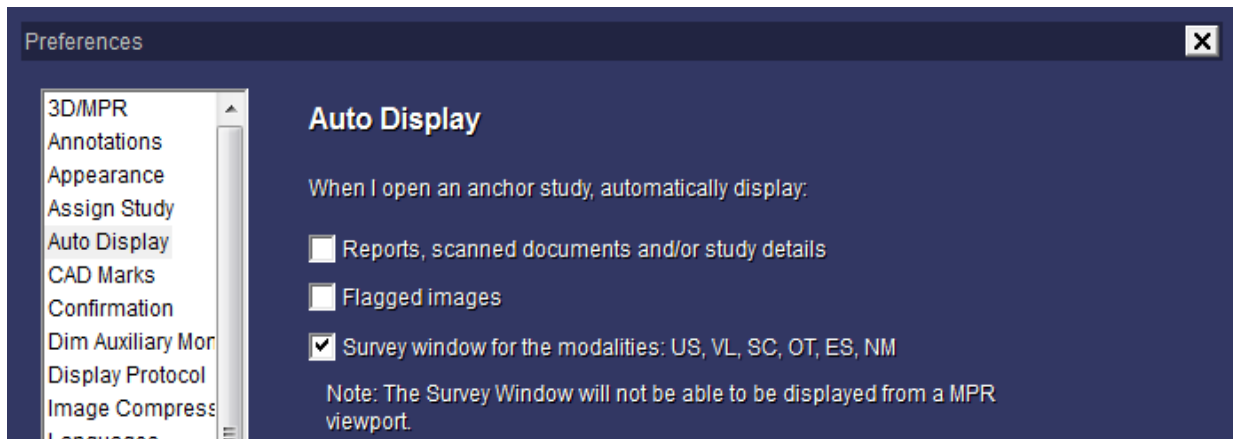 Preferences
3D/MPR
Annotations
Appearance
Assign Study
Auto Display
CAD Marks
Confirmation
Dim Auxiliary Mon
Display Protocol
Image Compress
Languages
Auto Display
When I open an anchor study, automatically display:
Reports, scanned documents and/or study details
Flagged images
Survey window for the modalities: US, VL, SC, OT, ES, NM
Note: The Survey Window will not be able to be displayed from a MPR
viewport.